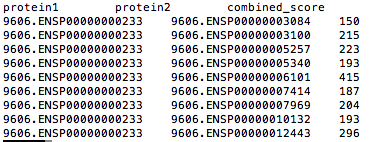 protein1 protein2 combined_score
9606.ENSP00000000233 9606.ENSP00000003084 150
9606.ENSP00000000233 9606.ENSP00000003100 215
9606.ENSP00000000233 9606.ENSP00000005257 223
9606.ENSP00000000233 9606.ENSP00000005340 193
9606.ENSP00000000233 9606.ENSP00000006101 415
9606.ENSP00000000233 9606.ENSP00000007414 187
9606.ENSP00000000233 9606.ENSP00000007969 204
9606.ENSP00000000233 9606.ENSP00000010132 193
9606.ENSP00000000233 9606.ENSP00000012443 296